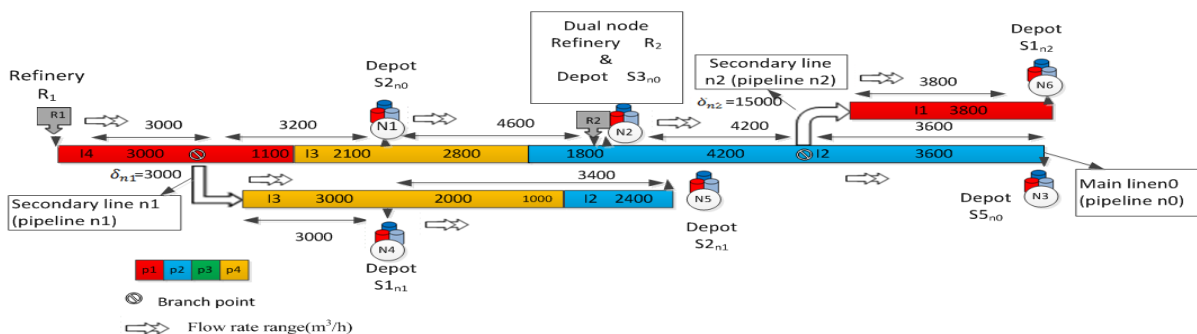 Refinery
R1
R1
Depot
S2n0
N1
Dual node
Refinery R2
&
Depot S3n0
R2
N2
Secondary line
n2 (pipeline n2)
δn2=15000
Depot
S1n2
N6
3800
I1 3800
3000
3200
4600
4200
3600
I4 3000 1100 I3 2100 2800 1800 4200 I2 3600
δn1=3000
Secondary line n1
(pipeline n1)
3400
I3 3000 2000 1000 I2 2400
3000
N4
Depot
S1n1
N5
Depot
S2n1
Depot
S5n0
N3
Main linen0
(pipeline n0)
p1 p2 p3 p4
Branch point
Flow rate range(m³/h)